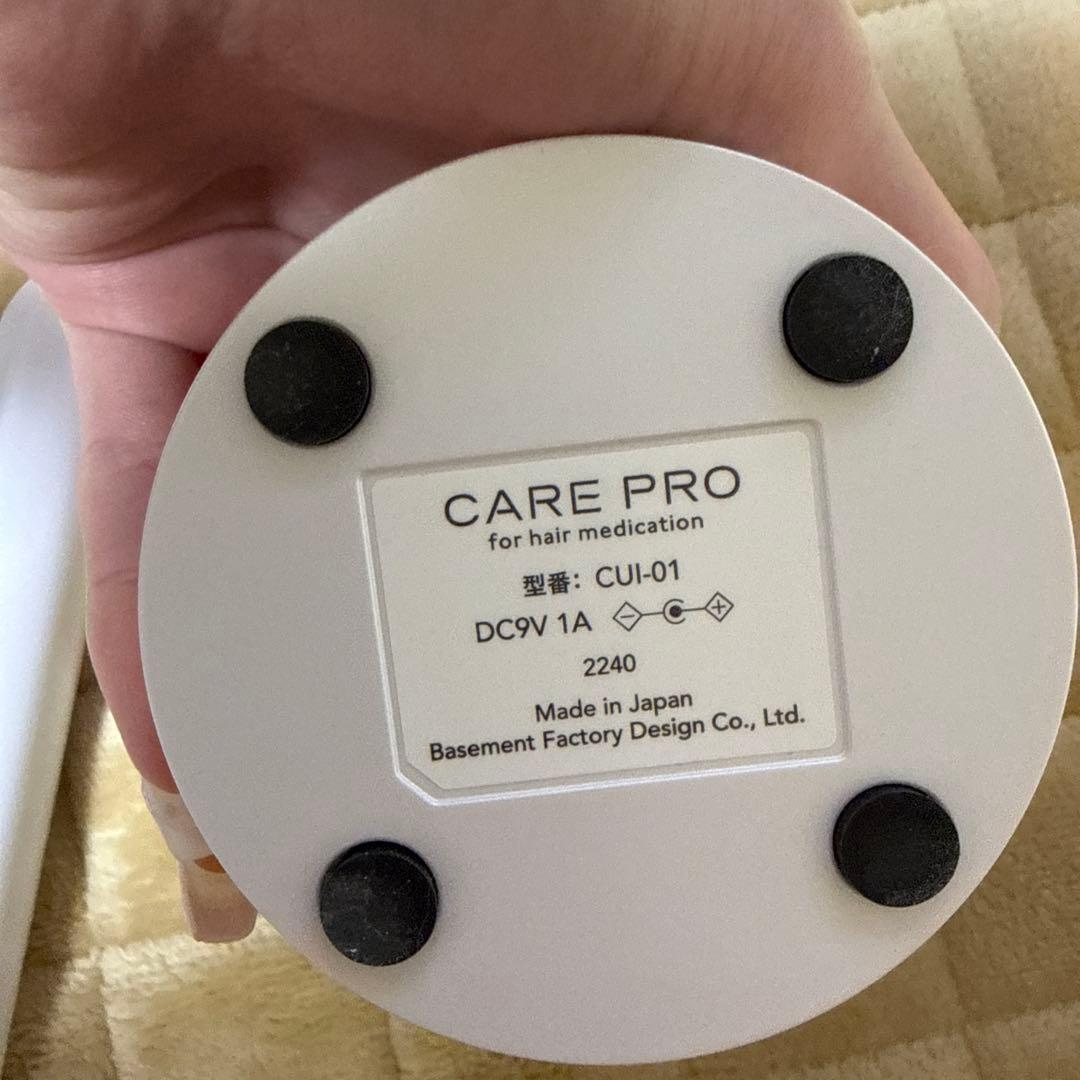 CARE PRO
for hair medication
型番: CUI-01
DC9V 1A
2240
Made in Japan
Basement Factory Design Co., Ltd.